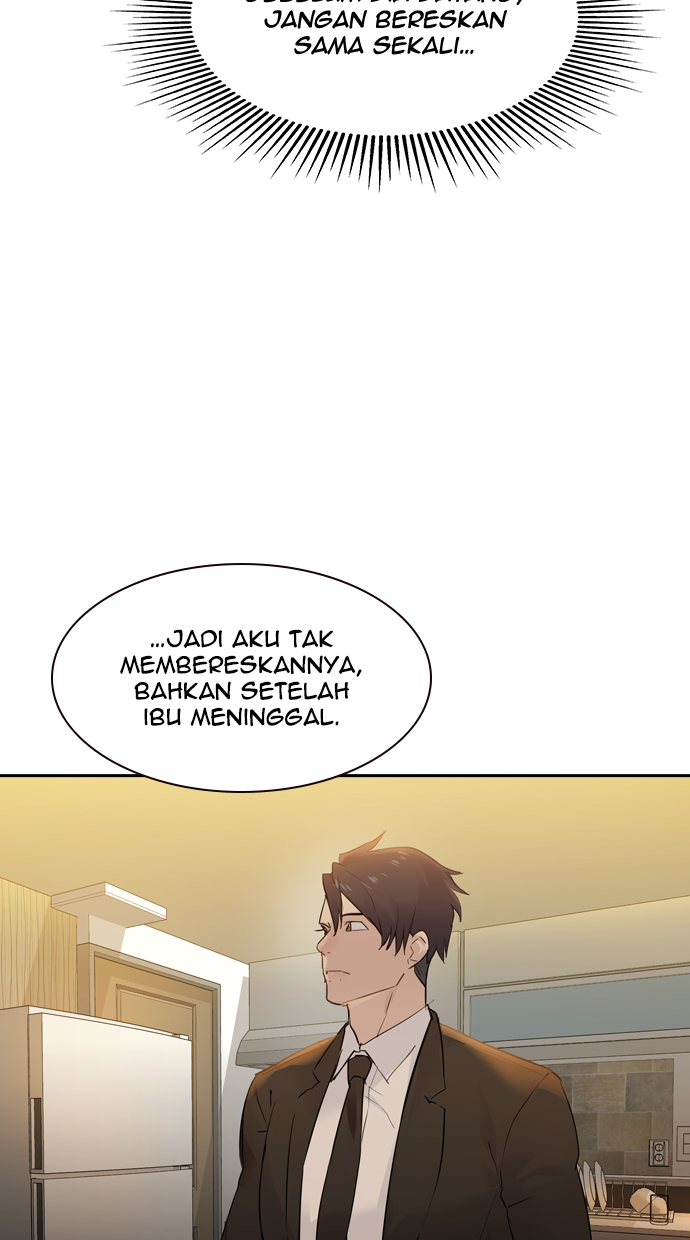 JANGAN BERESKAN
SAMA SEKALI...
...JADI AKU TAK
MEMBERESKANNYA,
BAHKAN SETELAH
IBU MENINGGAL.